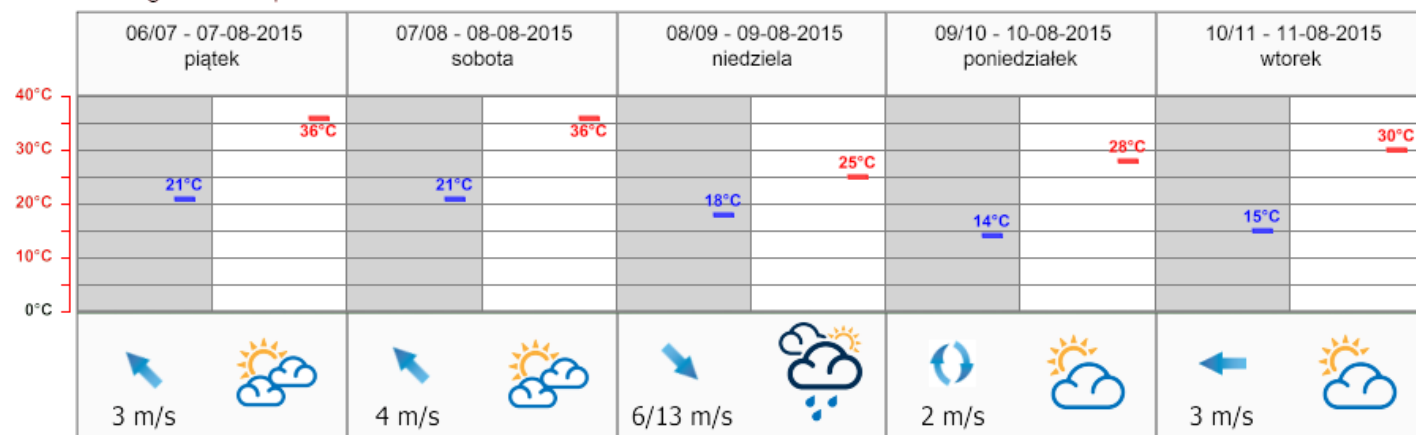 06/07 - 07-08-2015
piątek
07/08 - 08-08-2015
sobota
08/09 - 09-08-2015
niedziela
09/10 - 10-08-2015
poniedziałek
10/11 - 11-08-2015
wtorek
40°C
30°C
20°C
10°C
0°C
21°C
36°C
21°C
36°C
18°C
25°C
14°C
28°C
15°C
30°C
3 m/s
4 m/s
6/13 m/s
2 m/s
3 m/s